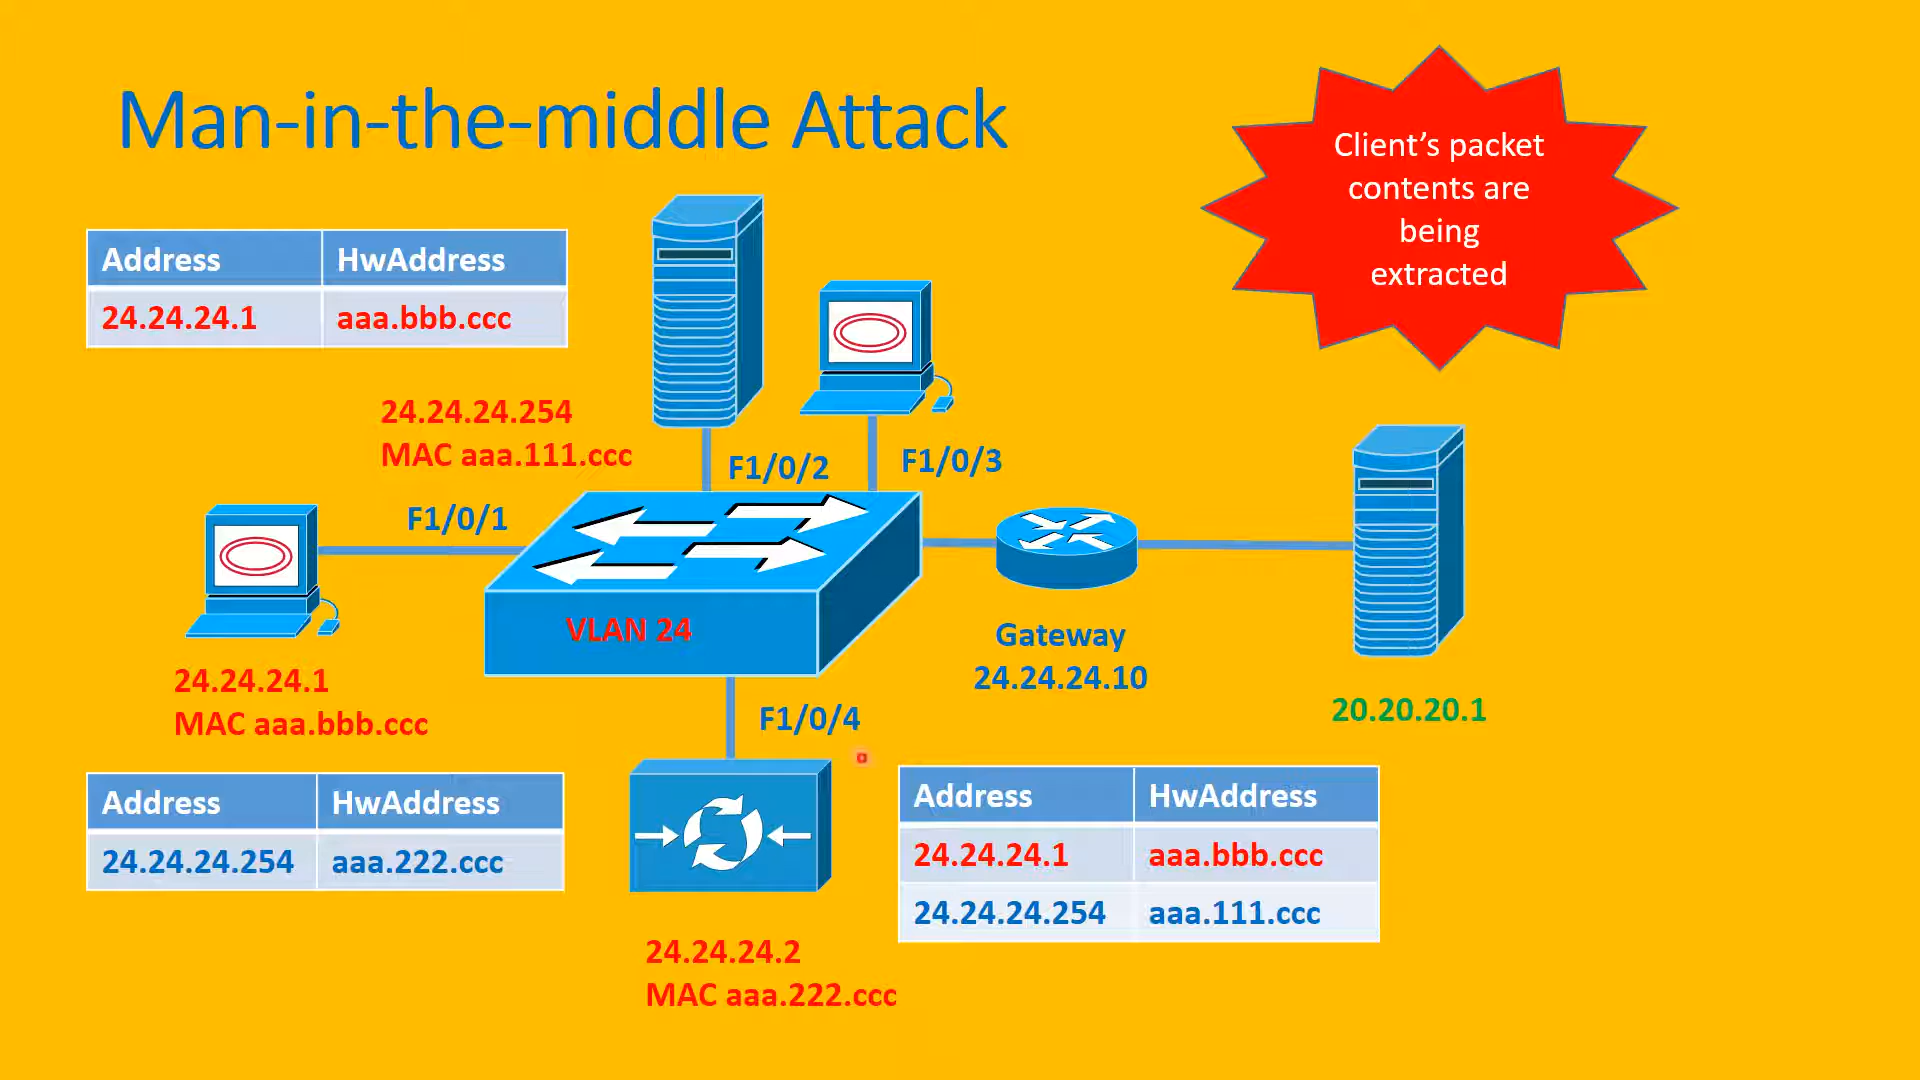 Man-in-the-middle Attack
Client's packet
contents are
being
extracted
Address HwAddress
24.24.24.1 aaa.bbb.ccc
24.24.24.254
MAC aaa.111.ccc
F1/0/2
F1/0/3
F1/0/1
VLAN 24
Gateway
24.24.24.10
20.20.20.1
24.24.24.1
MAC aaa.bbb.ccc
F1/0/4
Address HwAddress
24.24.24.254 aaa.222.ccc
Address HwAddress
24.24.24.1 aaa.bbb.ccc
24.24.24.254 aaa.111.ccc
24.24.24.2
MAC aaa.222.ccc